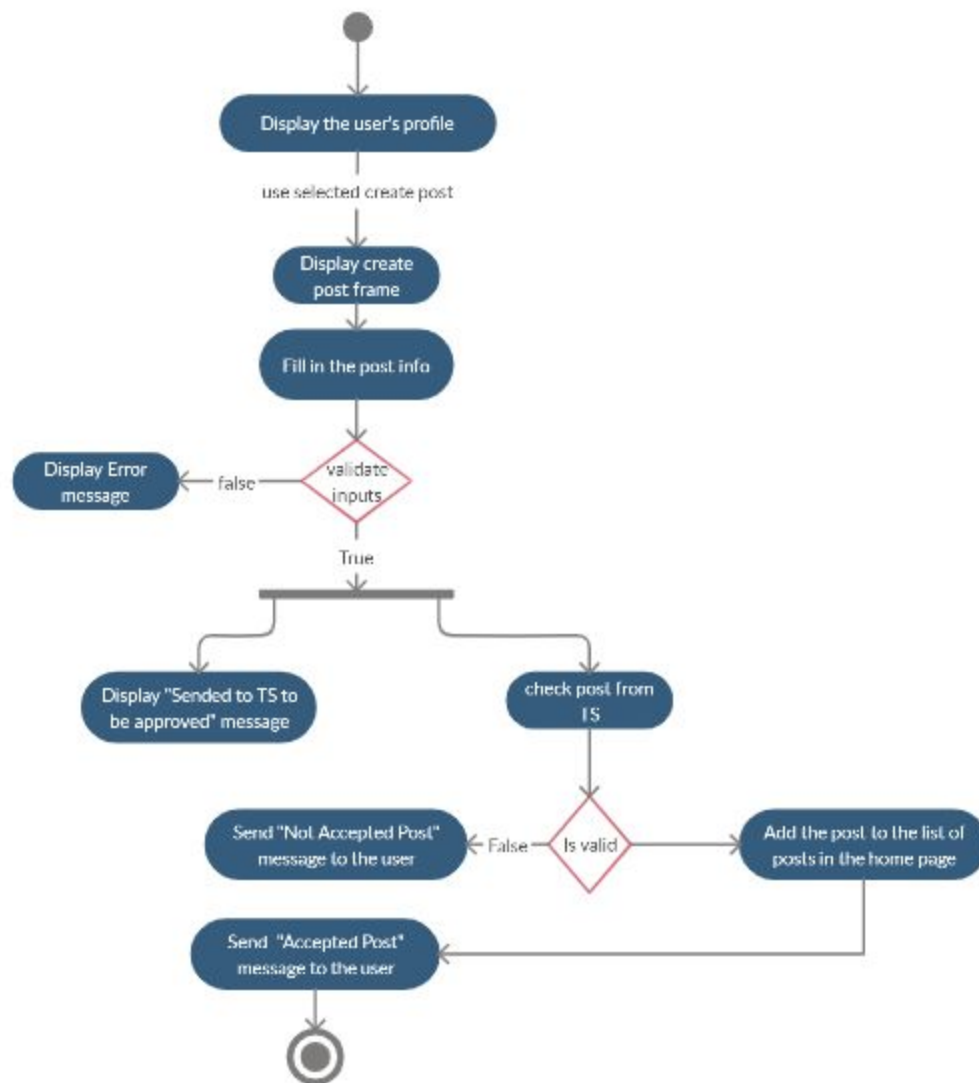 Display the user's profile
use selected create post
Display create
post frame
Fill in the post info
validate
inputs
Display Error
message
false
True
Display "Sended to TS to
be approved" message
check post from
TS
Is valid
False
Send "Not Accepted Post"
message to the user
Add the post to the list of
posts in the home page
Send "Accepted Post"
message to the user